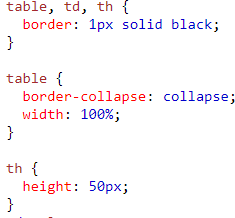 table, td, th {
  border: 1px solid black;
}

table {
  border-collapse: collapse;
  width: 100%;
}

th {
  height: 50px;
}